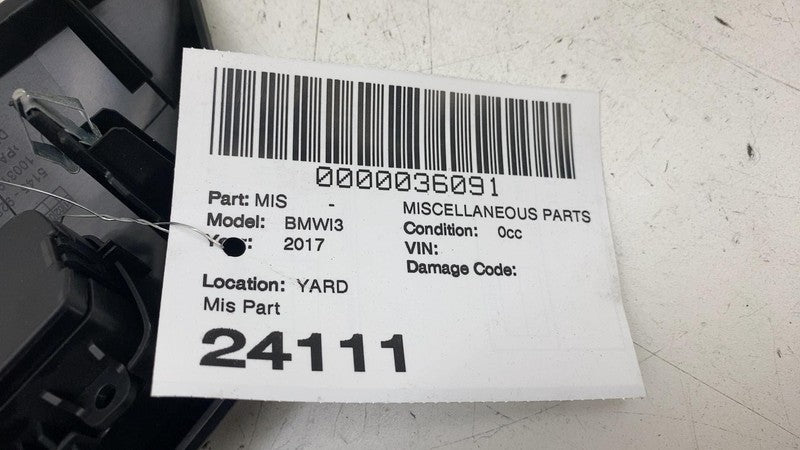 0000036091
Part: MIS - MISCELLANEOUS PARTS
Model: BMWI3 Condition: 0cc
2017 VIN:
Damage Code:
Location: YARD
Mis Part
24111